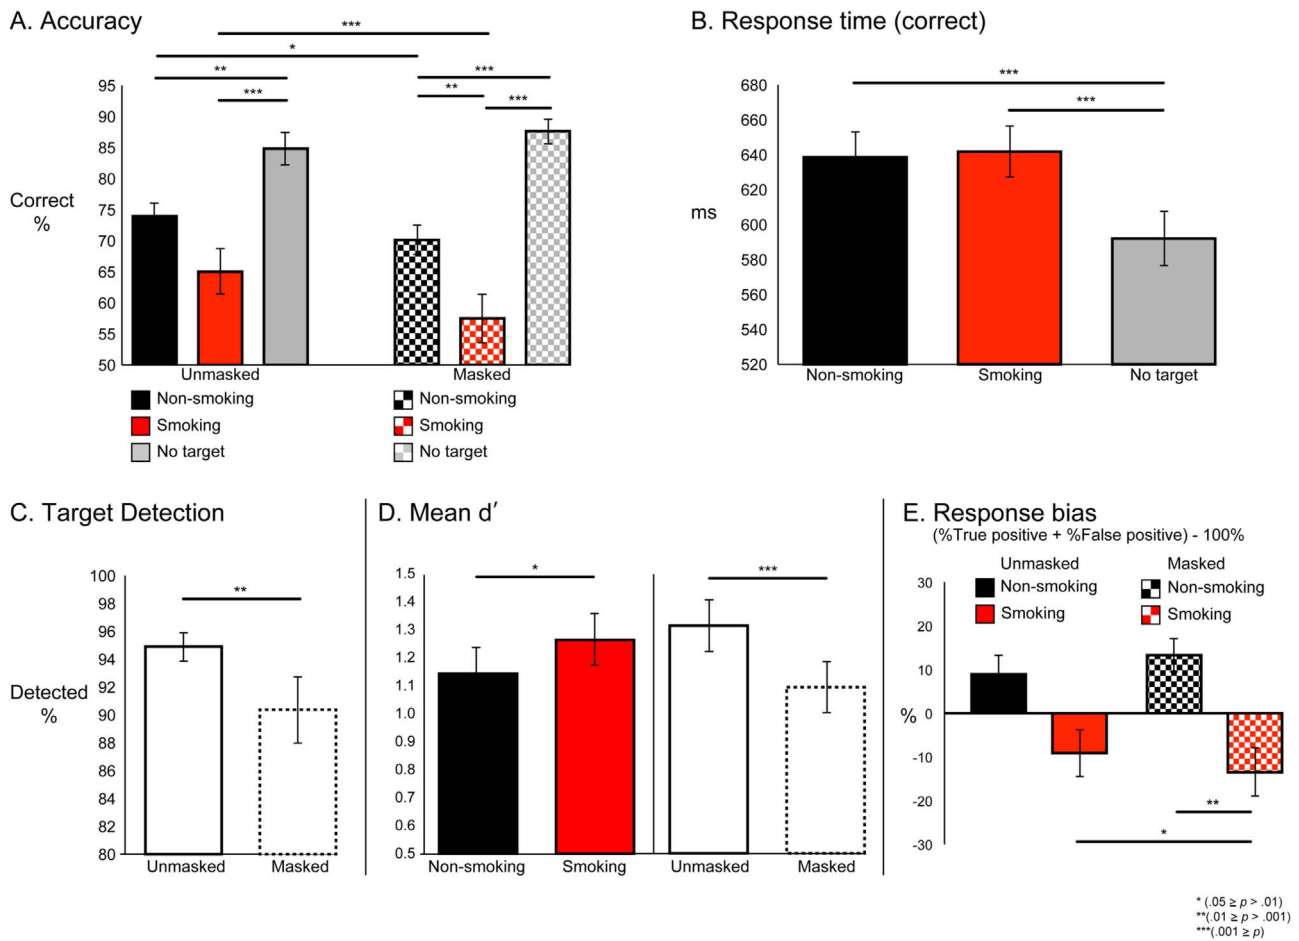 A. Accuracy
***
*
**
***
***
**
***
95
90
85
80
75
70
65
60
55
50
Correct
%
Unmasked
Masked
Non-smoking
Smoking
No target
Non-smoking
Smoking
No target
B. Response time (correct)
***
***
680
660
640
620
600
580
560
540
520
ms
Non-smoking
Smoking
No target
C. Target Detection
**
100
98
96
94
92
90
88
86
84
82
80
Detected
%
Unmasked
Masked
D. Mean d′
*
***
1.5
1.4
1.3
1.2
1.1
1.0
0.9
0.8
0.7
0.6
0.5
Non-smoking
Smoking
Unmasked
Masked
E. Response bias
(%True positive + %False positive) - 100%
Unmasked
Masked
Non-smoking
Smoking
Non-smoking
Smoking
30
20
10
0
-10
-20
-30
%
**
*
* (.05 ≥ p > .01)
**(.01 ≥ p > .001)
***(.001 ≥ p)